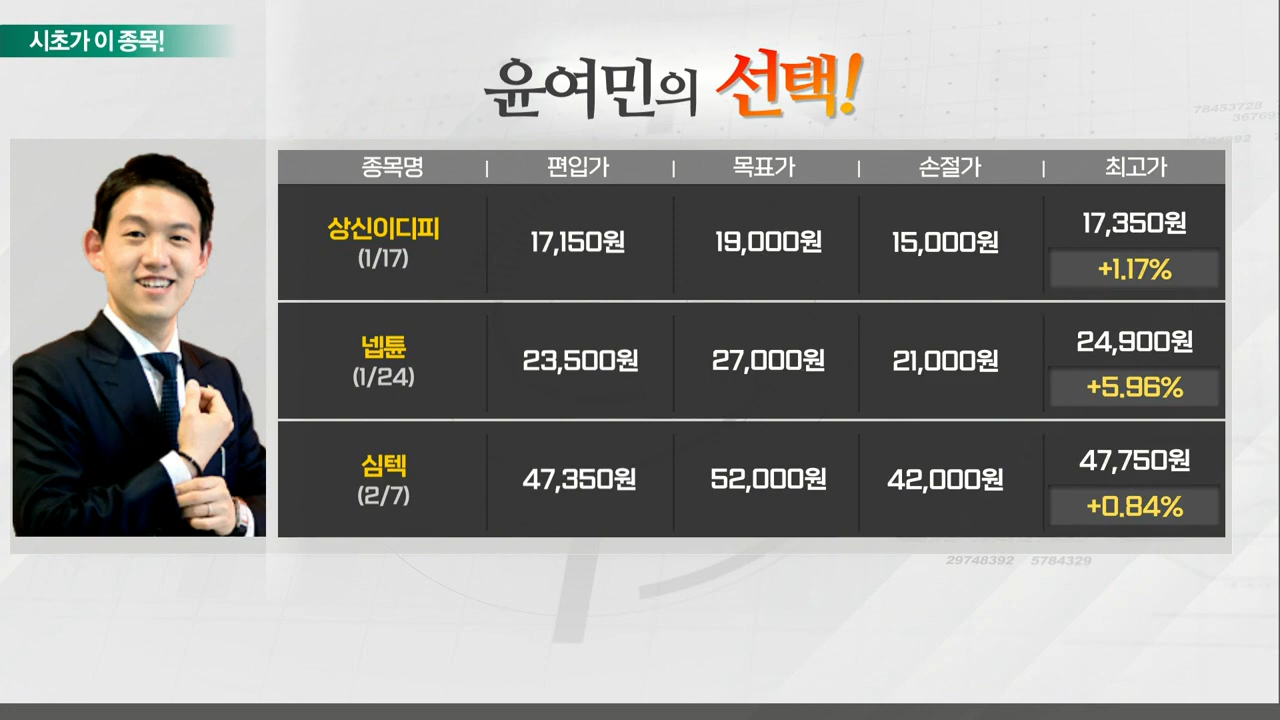 시초가 이 종목!
윤여민의 선택!
종목명 | 편입가 | 목표가 | 손절가 | 최고가
상신이디피 (1/17) 17,150원 19,000원 15,000원 17,350원 +1.17%
넵튠 (1/24) 23,500원 27,000원 21,000원 24,900원 +5.96%
심텍 (2/7) 47,350원 52,000원 42,000원 47,750원 +0.84%
78453728
29748392 5784329